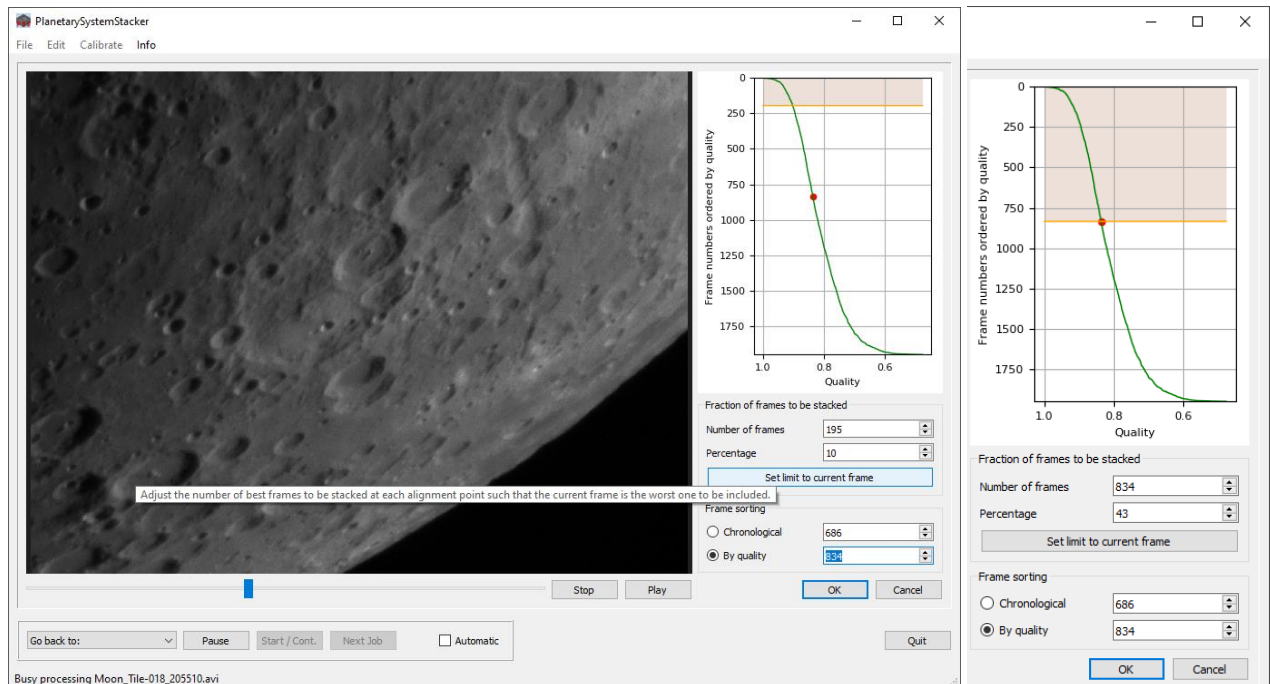 PlanetarySystemStacker
File Edit Calibrate Info
0
250
500
750
1000
1250
1500
1750
Frame numbers ordered by quality
1.0 0.8 0.6
Quality
Fraction of frames to be stacked
Number of frames 195
Percentage 10
Set limit to current frame
Adjust the number of best frames to be stacked at each alignment point such that the current frame is the worst one to be included.
Frame sorting
Chronological 686
By quality 834
Stop Play OK Cancel
Go back to: Pause Start / Cont. Next Job Automatic Quit
Busy processing Moon_Tile-018_205510.avi
0
250
500
750
1000
1250
1500
1750
Frame numbers ordered by quality
1.0 0.8 0.6
Quality
Fraction of frames to be stacked
Number of frames 834
Percentage 43
Set limit to current frame
Frame sorting
Chronological 686
By quality 834
OK Cancel